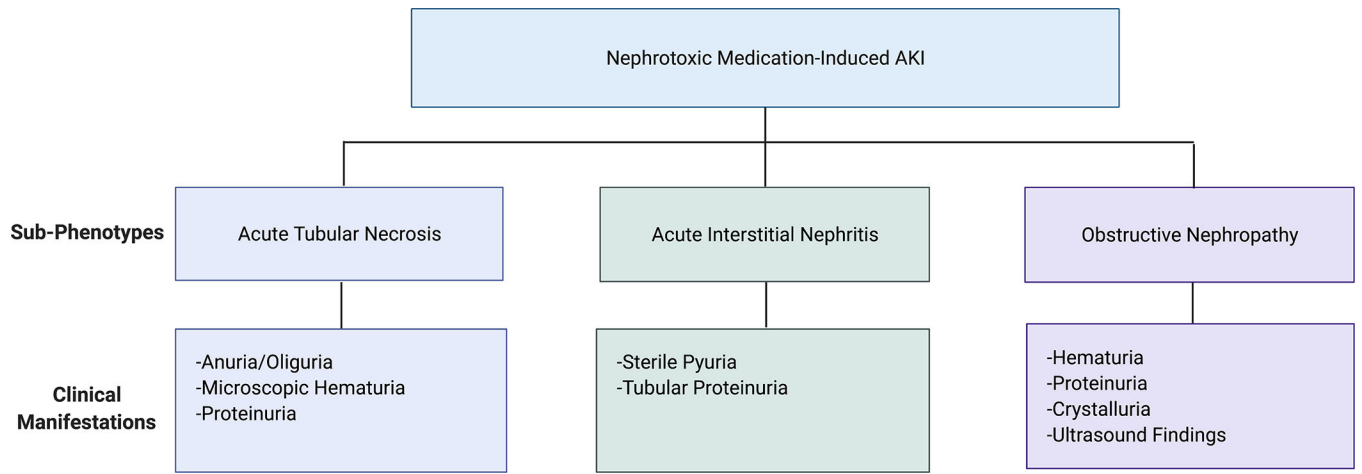 Nephrotoxic Medication-Induced AKI
Sub-Phenotypes
Acute Tubular Necrosis
Acute Interstitial Nephritis
Obstructive Nephropathy
Clinical
Manifestations
-Anuria/Oliguria
-Microscopic Hematuria
-Proteinuria
-Sterile Pyuria
-Tubular Proteinuria
-Hematuria
-Proteinuria
-Crystalluria
-Ultrasound Findings